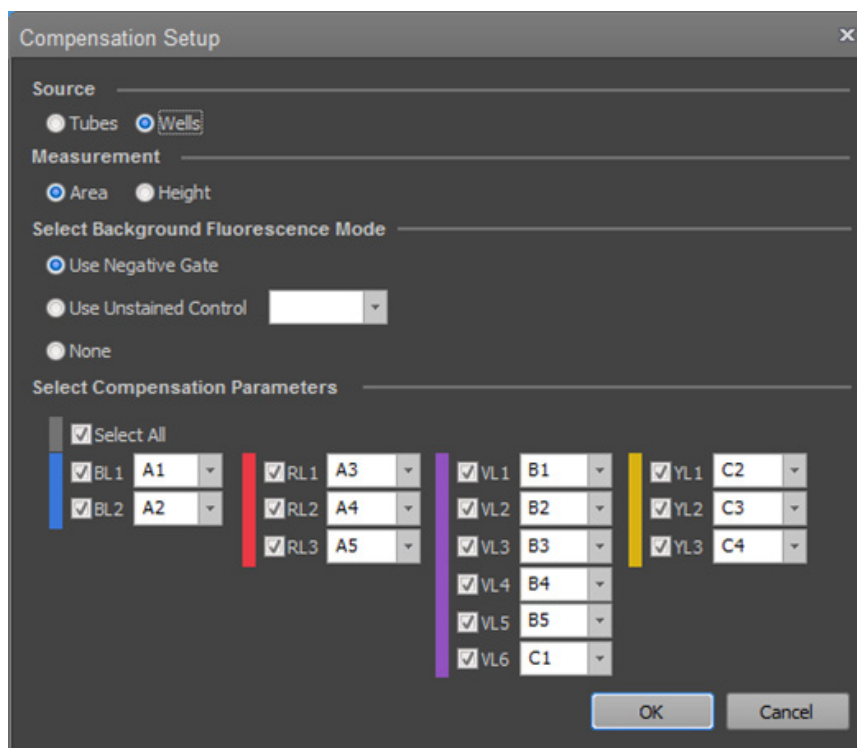 Compensation Setup
Source
Tubes Wells
Measurement
Area Height
Select Background Fluorescence Mode
Use Negative Gate
Use Unstained Control
None
Select Compensation Parameters
Select All
BL1 A1 RL1 A3 VL1 B1 YL1 C2
BL2 A2 RL2 A4 VL2 B2 YL2 C3
RL3 A5 VL3 B3 YL3 C4
VL4 B4
VL5 B5
VL6 C1
OK Cancel